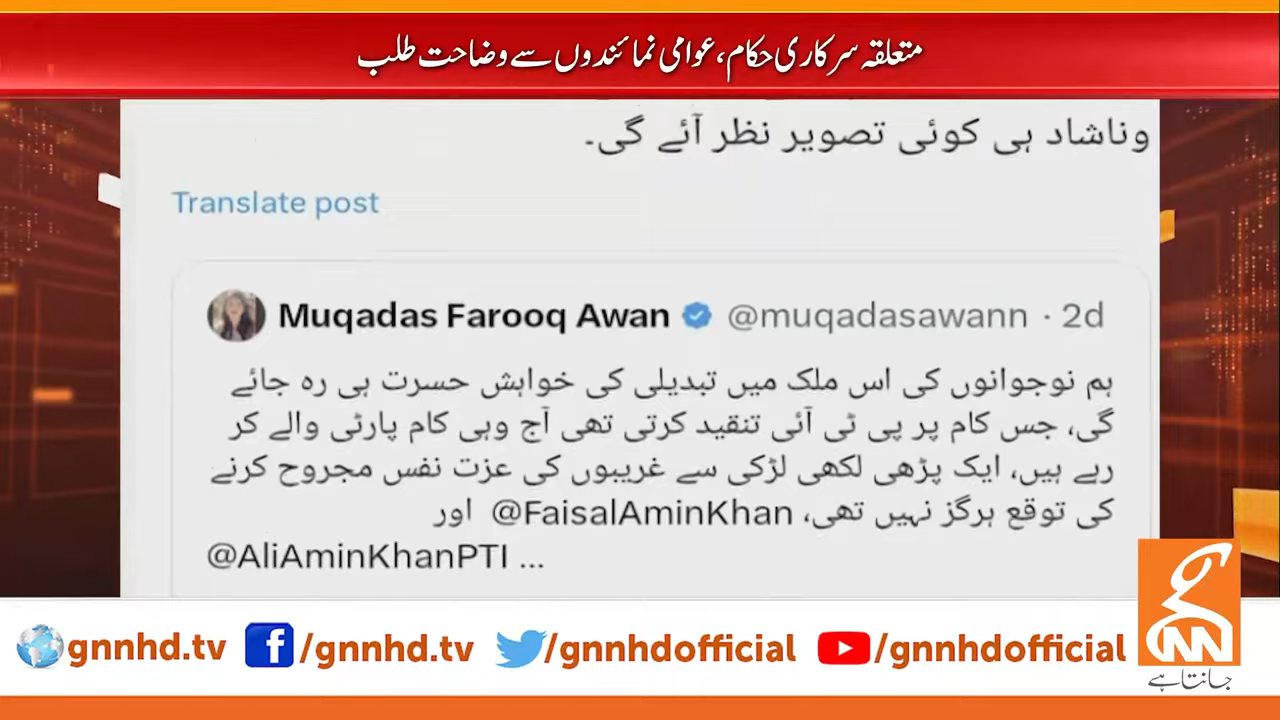 متعلقہ سرکاری حکام، عوامی نمائندوں سے وضاحت طلب
وناشاد ہی کوئی تصویر نظر آئے گی۔
Translate post
Muqadas Farooq Awan @muqadasawann · 2d
ہم نوجوانوں کی اس ملک میں تبدیلی کی خواہش حسرت ہی رہ جائے
گی، جس کام پر پی ٹی آئی تنقید کرتی تھی آج وہی کام پارٹی والے کر
رہے ہیں، ایک پڑھی لکھی لڑکی سے غریبوں کی عزت نفس مجروح کرنے
کی توقع ہرگز نہیں تھی، @FaisalAminKhan اور
@AliAminKhanPTI ...
gnnhd.tv /gnnhd.tv /gnnhdofficial /gnnhdofficial
GNN
جانتا ہے